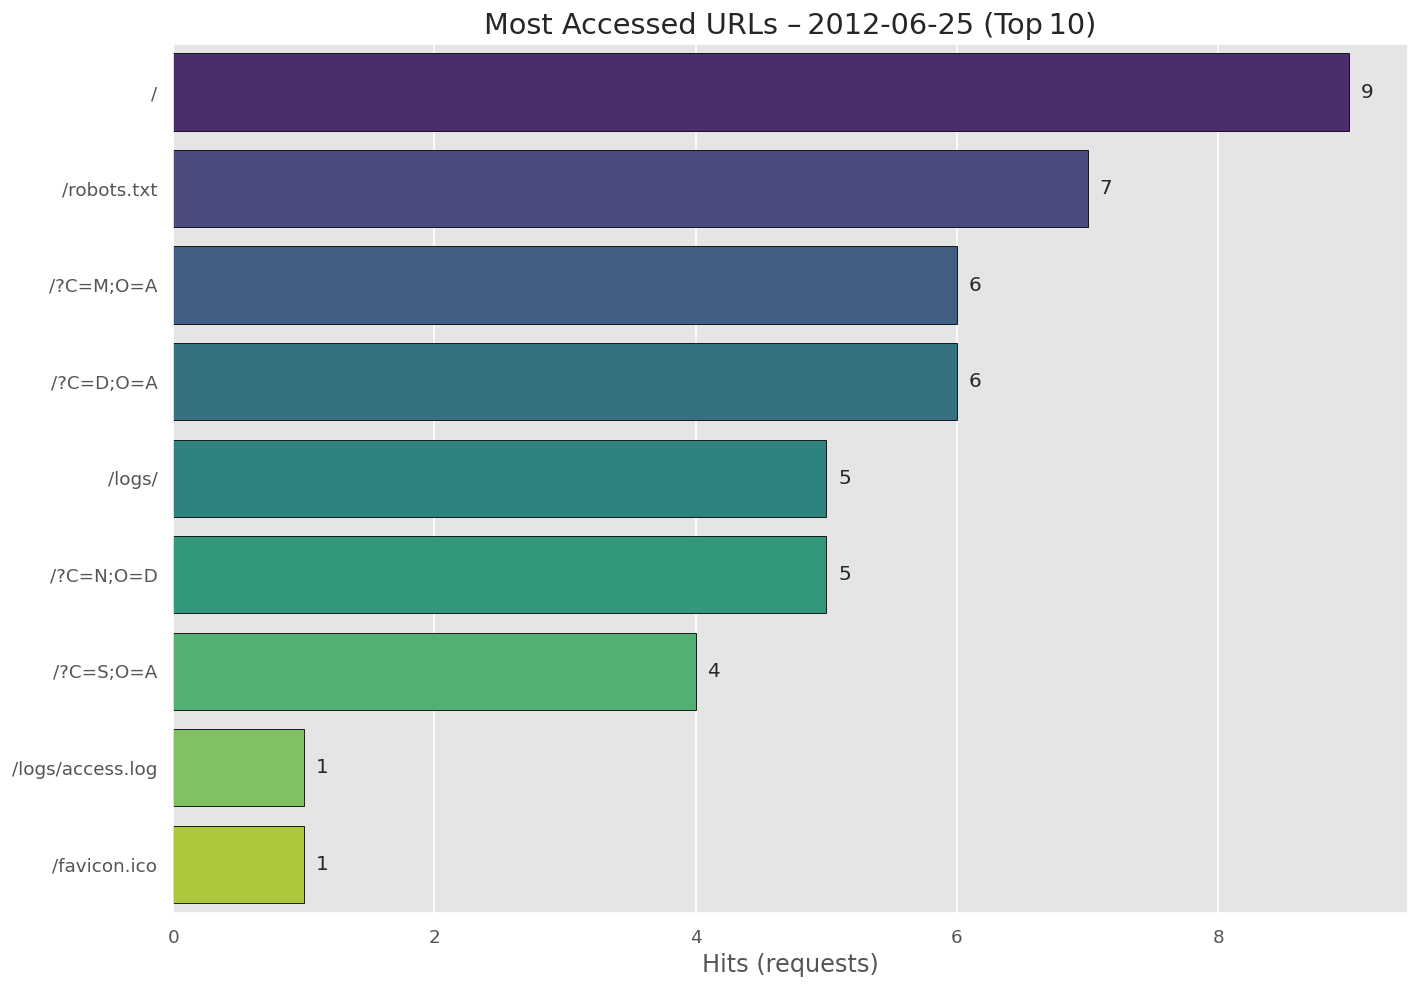 Most Accessed URLs – 2012-06-25 (Top 10)
/ 9
/robots.txt 7
/?C=M;O=A 6
/?C=D;O=A 6
/logs/ 5
/?C=N;O=D 5
/?C=S;O=A 4
/logs/access.log 1
/favicon.ico 1
0 2 4 6 8
Hits (requests)